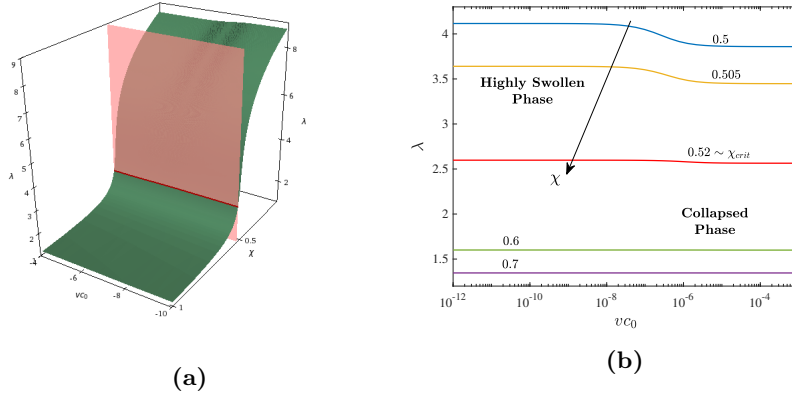 9
8
7
6
5
4
3
2
λ
-4
-6
-8
-10
vc₀
1
0.5
χ
8
6
4
2
λ
(a)
4
3.5
3
2.5
2
1.5
λ
0.5
0.505
Highly Swollen
Phase
0.52 ∼ χcrit
χ
Collapsed
Phase
0.6
0.7
10⁻¹² 10⁻¹⁰ 10⁻⁸ 10⁻⁶ 10⁻⁴
vc₀
(b)